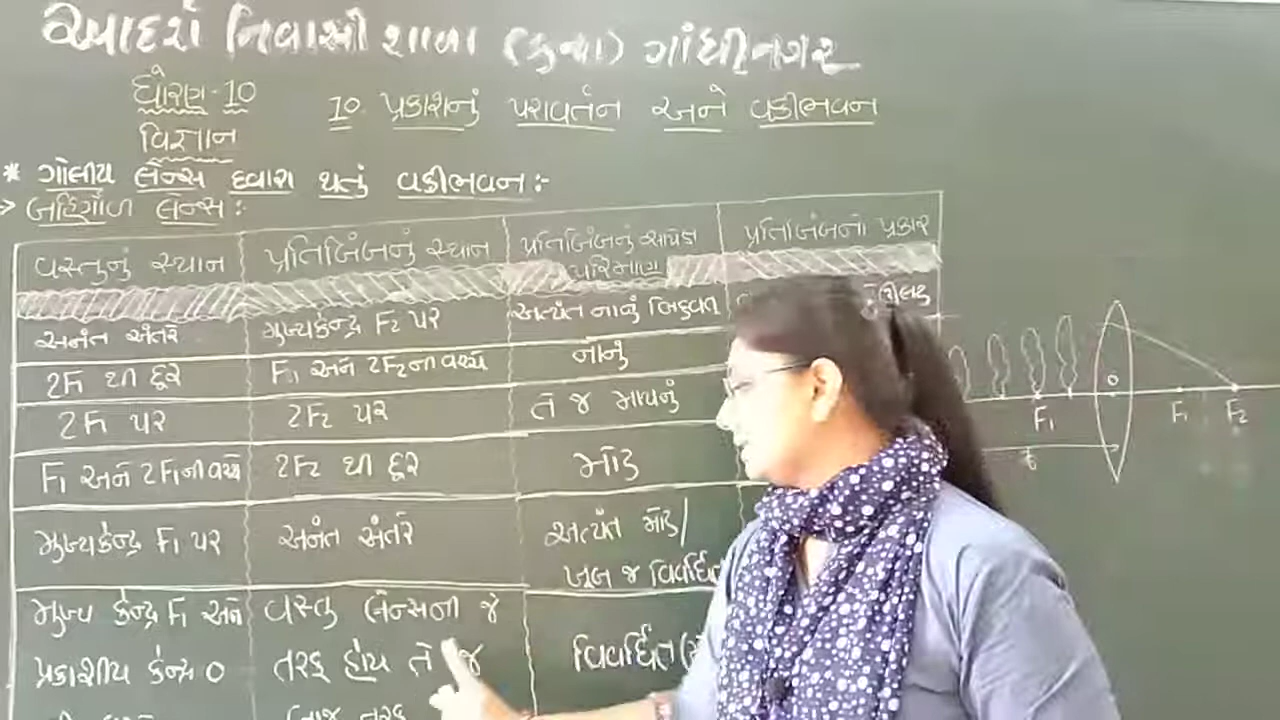 આદર્શ નિવાસી શાળા (કન્યા) ગાંધીનગર
ધોરણ-10
10. પ્રકાશનું પરાવર્તન અને વક્રીભવન
વિજ્ઞાન
* ગોલીય લેન્સ દ્વારા થતું વક્રીભવન:-
> બહિર્ગોળ લેન્સ:
વસ્તુનું સ્થાન પ્રતિબિંબનું સ્થાન પ્રતિબિંબનું સાપેક્ષ પરિમાણ પ્રતિબિંબનો પ્રકાર
અનંત અંતરે મુખ્યકેન્દ્ર F2 પર અત્યંત નાનું બિંદુવત
2F1 થી દૂર F2 અને 2F2ની વચ્ચે નાનું
2F1 પર 2F2 પર તે જ માપનું
F1 અને 2F1ની વચ્ચે 2F2 થી દૂર મોટું
મુખ્યકેન્દ્ર F1 પર અનંત અંતરે અત્યંત મોટું/
ખૂબ જ વિવર્ધિત
મુખ્ય કેન્દ્ર F1 અને વસ્તુ લેન્સની જે
પ્રકાશીય કેન્દ્ર O તરફ હોય તે જ વિવર્ધિત
બાજુ તરફ
O
F1 F1 F2